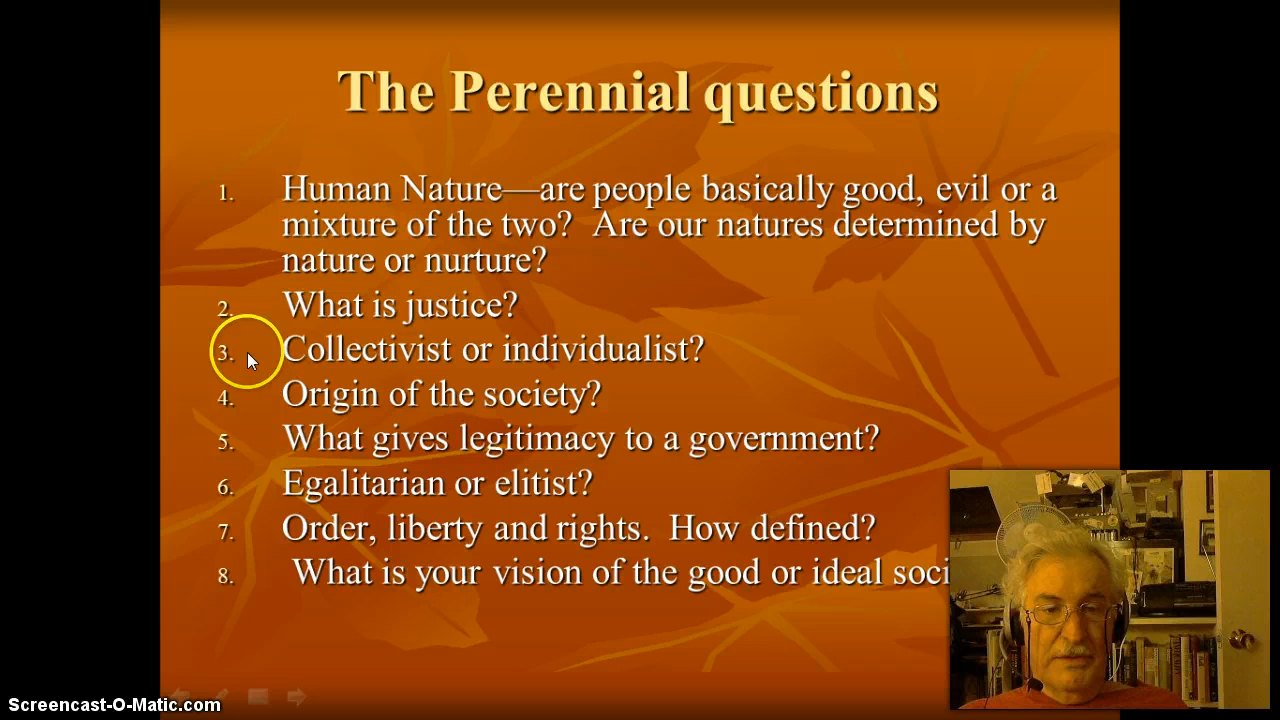 The Perennial questions
1. Human Nature—are people basically good, evil or a
mixture of the two? Are our natures determined by
nature or nurture?
2. What is justice?
3. Collectivist or individualist?
4. Origin of the society?
5. What gives legitimacy to a government?
6. Egalitarian or elitist?
7. Order, liberty and rights. How defined?
8. What is your vision of the good or ideal soci
Screencast-O-Matic.com